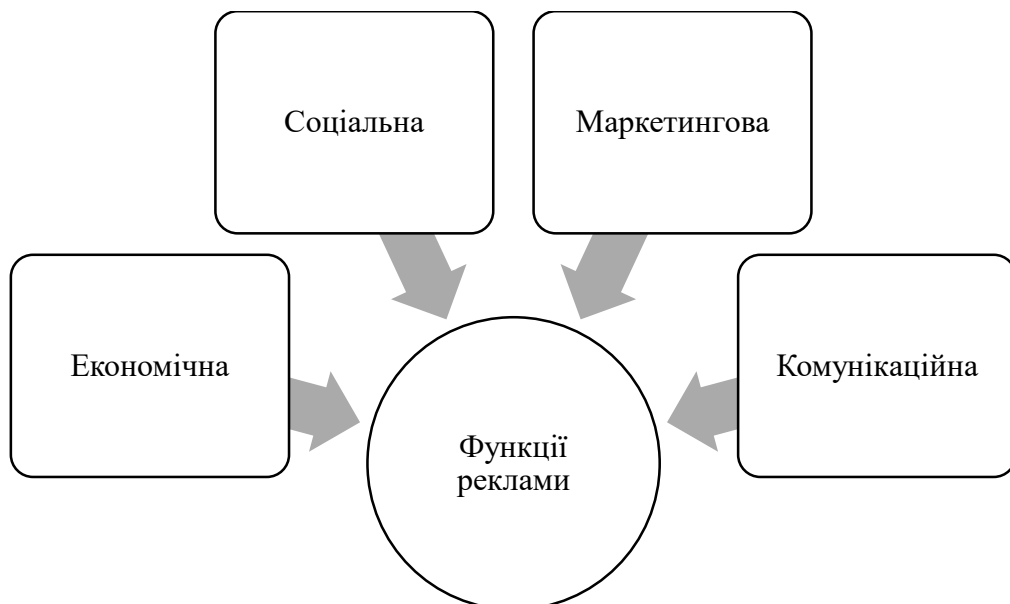 Соціальна
Маркетингова
Економічна
Комунікаційна
Функції
реклами